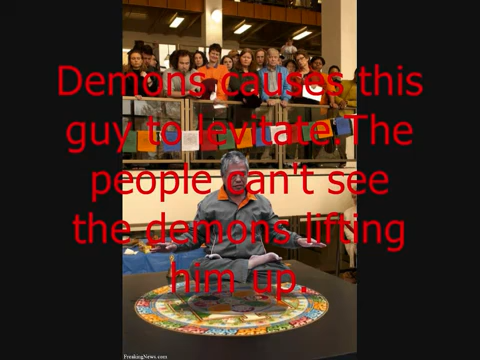 Demons causes this
guy to levitate.The
people can't see
the demons lifting
him up.
FreakingNews.com